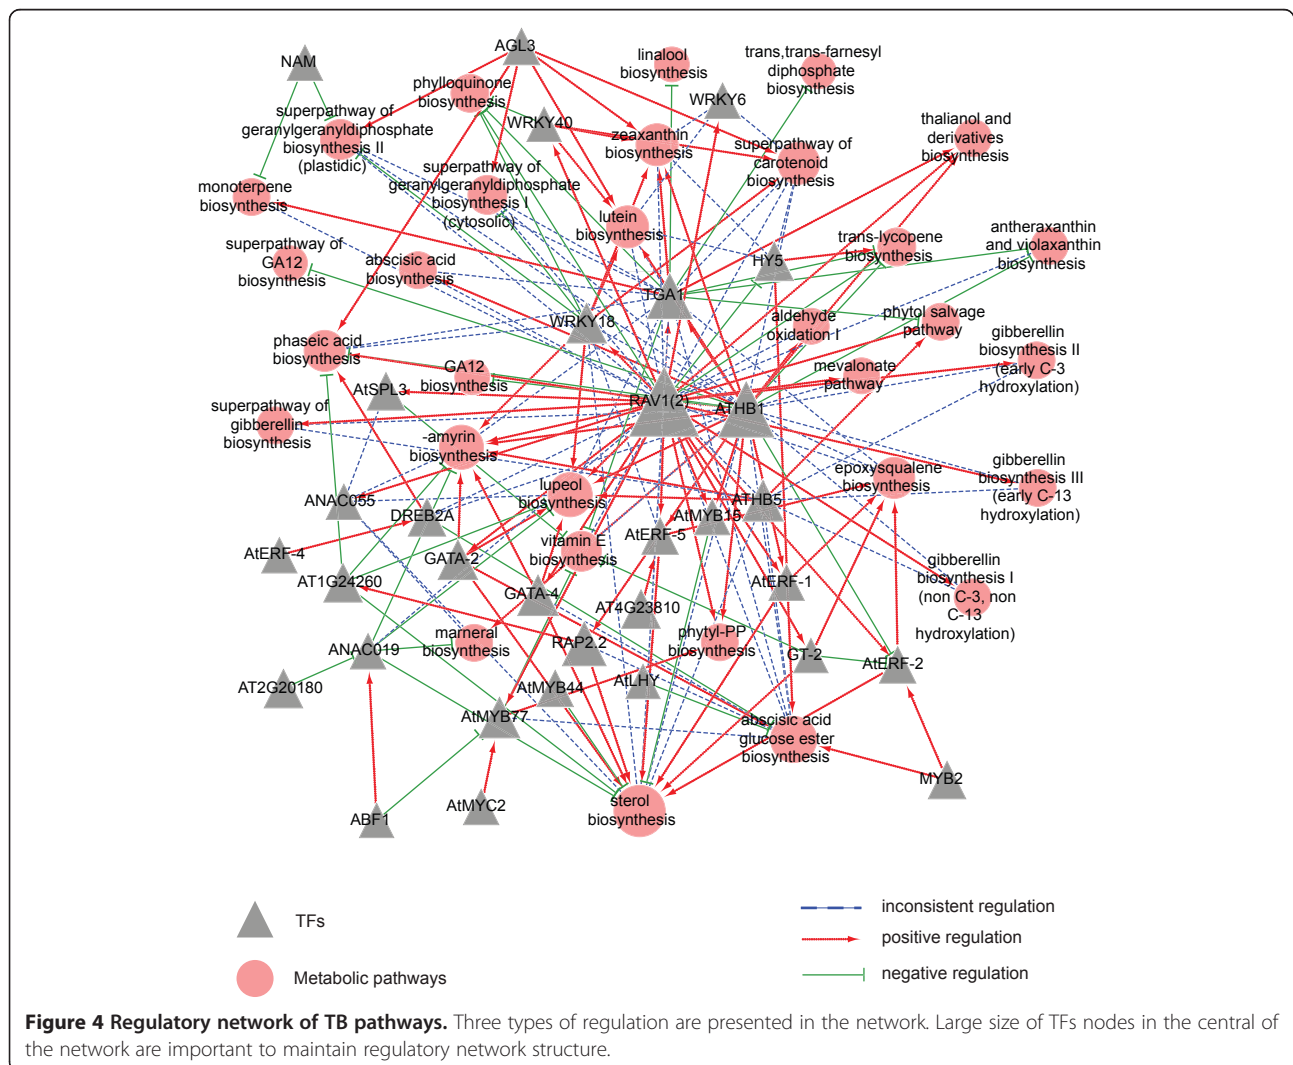 NAM
AGL3
linalool
biosynthesis
trans,trans-farnesyl
diphosphate
biosynthesis
phylloquinone
biosynthesis
WRKY6
superpathway of
geranylgeranyldiphosphate
biosynthesis II
(plastidic)
WRKY40
zeaxanthin
biosynthesis
superpathway of
carotenoid
biosynthesis
thalianol and
derivatives
biosynthesis
monoterpene
biosynthesis
superpathway of
geranylgeranyldiphosphate
biosynthesis I
(cytosolic)
lutein
biosynthesis
trans-lycopene
biosynthesis
antheraxanthin
and violaxanthin
biosynthesis
superpathway of
GA12
biosynthesis
abscisic acid
biosynthesis
HY5
TGA1
WRKY18
aldehyde
oxidation I
phytol salvage
pathway
phaseic acid
biosynthesis
gibberellin
biosynthesis II
(early C-3
hydroxylation)
GA12
biosynthesis
mevalonate
pathway
AtSPL3
RAV1(2)
ATHB1
superpathway of
gibberellin
biosynthesis
-amyrin
biosynthesis
epoxysqualene
biosynthesis
gibberellin
biosynthesis III
(early C-13
hydroxylation)
ANAC055
DREB2A
lupeol
biosynthesis
ATHB5
AtMYB15
AtERF-5
vitamin E
biosynthesis
AtERF-4
GATA-2
AT1G24260
GATA-4
AtERF-1
gibberellin
biosynthesis I
(non C-3, non
C-13
hydroxylation)
AT4G23810
ANAC019
marneral
biosynthesis
RAP2.2
phytyl-PP
biosynthesis
GT-2
AtERF-2
AT2G20180
AtMYB44
AtLHY
AtMYB77
abscisic acid
glucose ester
biosynthesis
MYB2
ABF1
AtMYC2
sterol
biosynthesis
TFs
Metabolic pathways
inconsistent regulation
positive regulation
negative regulation
Figure 4 Regulatory network of TB pathways. Three types of regulation are presented in the network. Large size of TFs nodes in the central of
the network are important to maintain regulatory network structure.